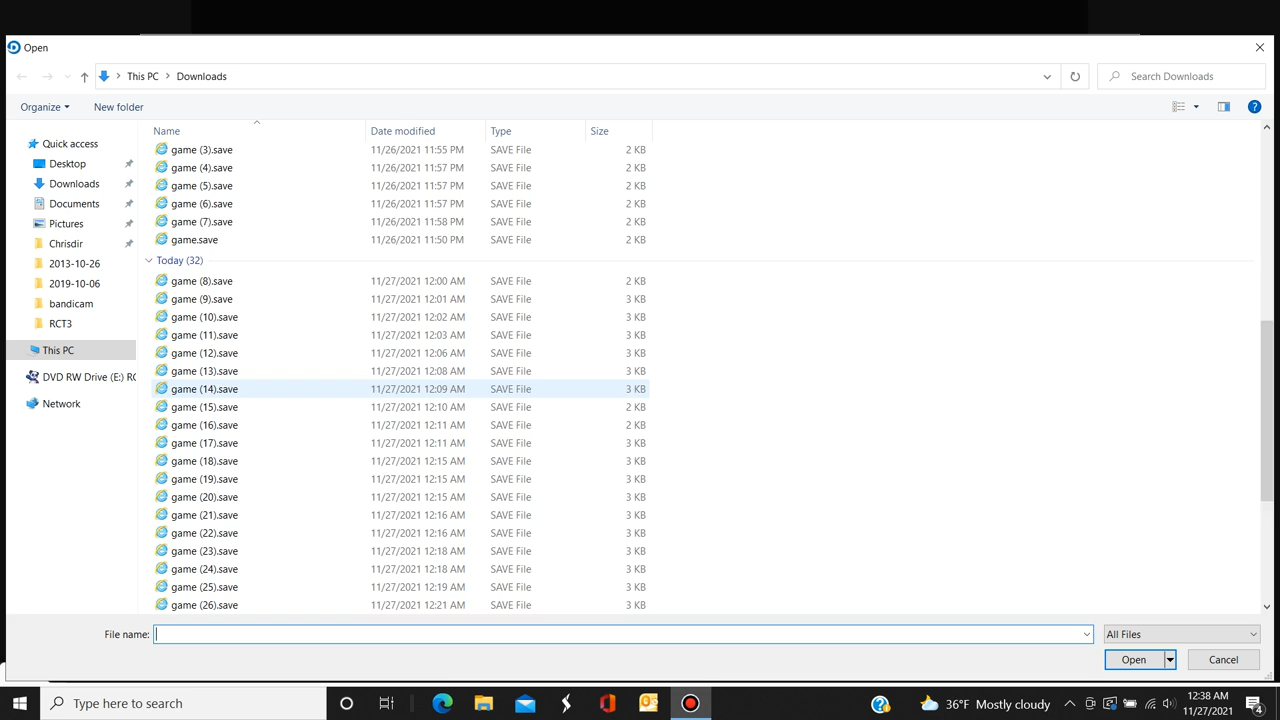 Open
This PC Downloads
Search Downloads
Organize New folder
Name Date modified Type Size
Quick access
Desktop
Downloads
Documents
Pictures
Chrisdir
2013-10-26
2019-10-06
bandicam
RCT3
This PC
DVD RW Drive (E:) RC
Network
game (3).save 11/26/2021 11:55 PM SAVE File 2 KB
game (4).save 11/26/2021 11:57 PM SAVE File 2 KB
game (5).save 11/26/2021 11:57 PM SAVE File 2 KB
game (6).save 11/26/2021 11:57 PM SAVE File 2 KB
game (7).save 11/26/2021 11:58 PM SAVE File 2 KB
game.save 11/26/2021 11:50 PM SAVE File 2 KB
Today (32)
game (8).save 11/27/2021 12:00 AM SAVE File 2 KB
game (9).save 11/27/2021 12:01 AM SAVE File 3 KB
game (10).save 11/27/2021 12:02 AM SAVE File 3 KB
game (11).save 11/27/2021 12:03 AM SAVE File 3 KB
game (12).save 11/27/2021 12:06 AM SAVE File 3 KB
game (13).save 11/27/2021 12:08 AM SAVE File 3 KB
game (14).save 11/27/2021 12:09 AM SAVE File 3 KB
game (15).save 11/27/2021 12:10 AM SAVE File 2 KB
game (16).save 11/27/2021 12:11 AM SAVE File 2 KB
game (17).save 11/27/2021 12:11 AM SAVE File 3 KB
game (18).save 11/27/2021 12:15 AM SAVE File 3 KB
game (19).save 11/27/2021 12:15 AM SAVE File 3 KB
game (20).save 11/27/2021 12:15 AM SAVE File 3 KB
game (21).save 11/27/2021 12:16 AM SAVE File 3 KB
game (22).save 11/27/2021 12:16 AM SAVE File 3 KB
game (23).save 11/27/2021 12:18 AM SAVE File 3 KB
game (24).save 11/27/2021 12:18 AM SAVE File 3 KB
game (25).save 11/27/2021 12:19 AM SAVE File 3 KB
game (26).save 11/27/2021 12:21 AM SAVE File 3 KB
File name: All Files
Open Cancel
Type here to search
36°F Mostly cloudy
12:38 AM
11/27/2021
4